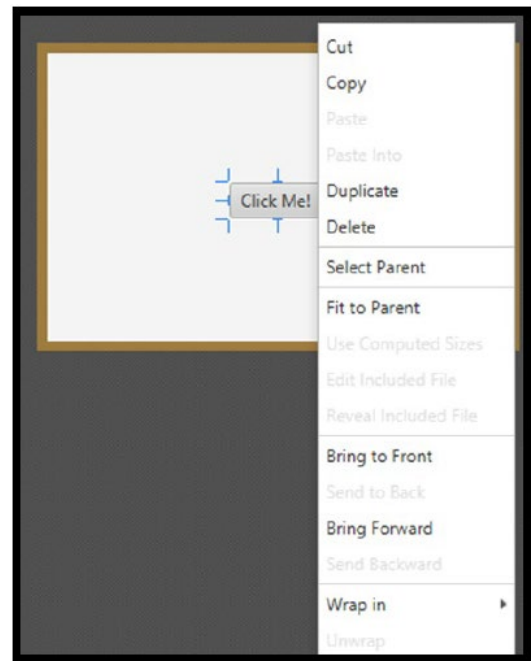 Click Me!
Cut
Copy
Paste
Paste Into
Duplicate
Delete
Select Parent
Fit to Parent
Use Computed Sizes
Edit Included File
Reveal Included File
Bring to Front
Send to Back
Bring Forward
Send Backward
Wrap in
Unwrap